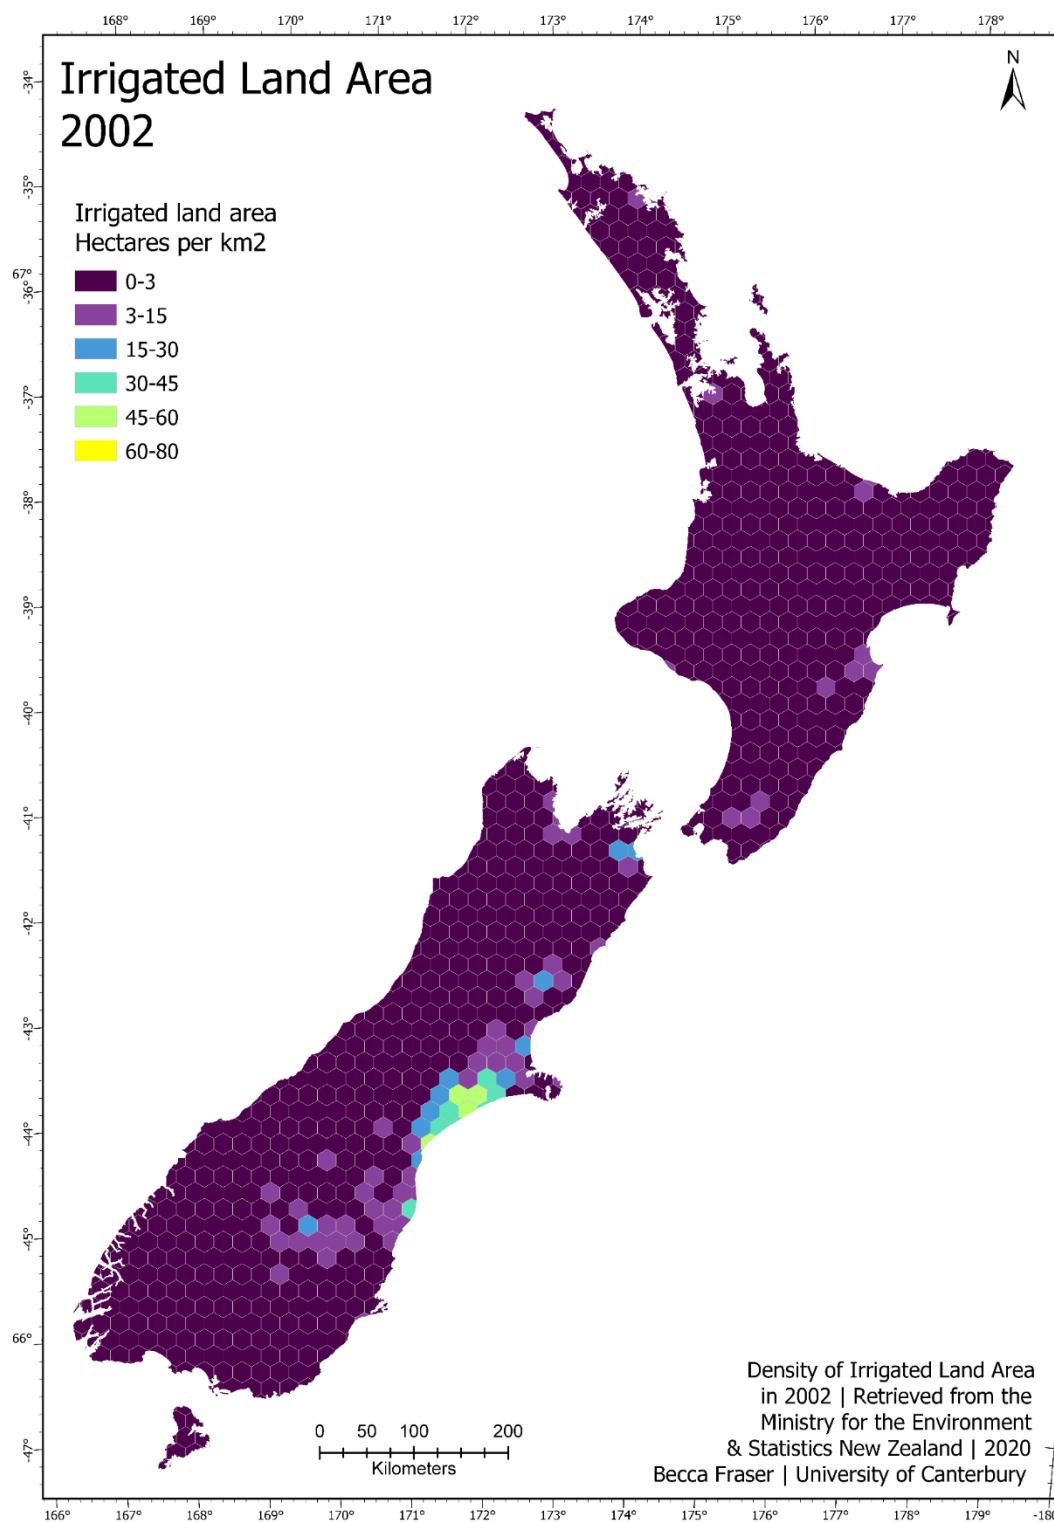 168° 169° 170° 171° 172° 173° 174° 175° 176° 177° 178°
N
Irrigated Land Area
2002
Irrigated land area
Hectares per km2
0-3
3-15
15-30
30-45
45-60
60-80
-34°
-35°
67°
-36°
-37°
-38°
-39°
-40°
-41°
-42°
-43°
-44°
-45°
66°
-47°
0 50 100 200
Kilometers
Density of Irrigated Land Area
in 2002 | Retrieved from the
Ministry for the Environment
& Statistics New Zealand | 2020
Becca Fraser | University of Canterbury
166° 167° 168° 169° 170° 171° 172° 173° 174° 175° 176° 177° 178° 179°